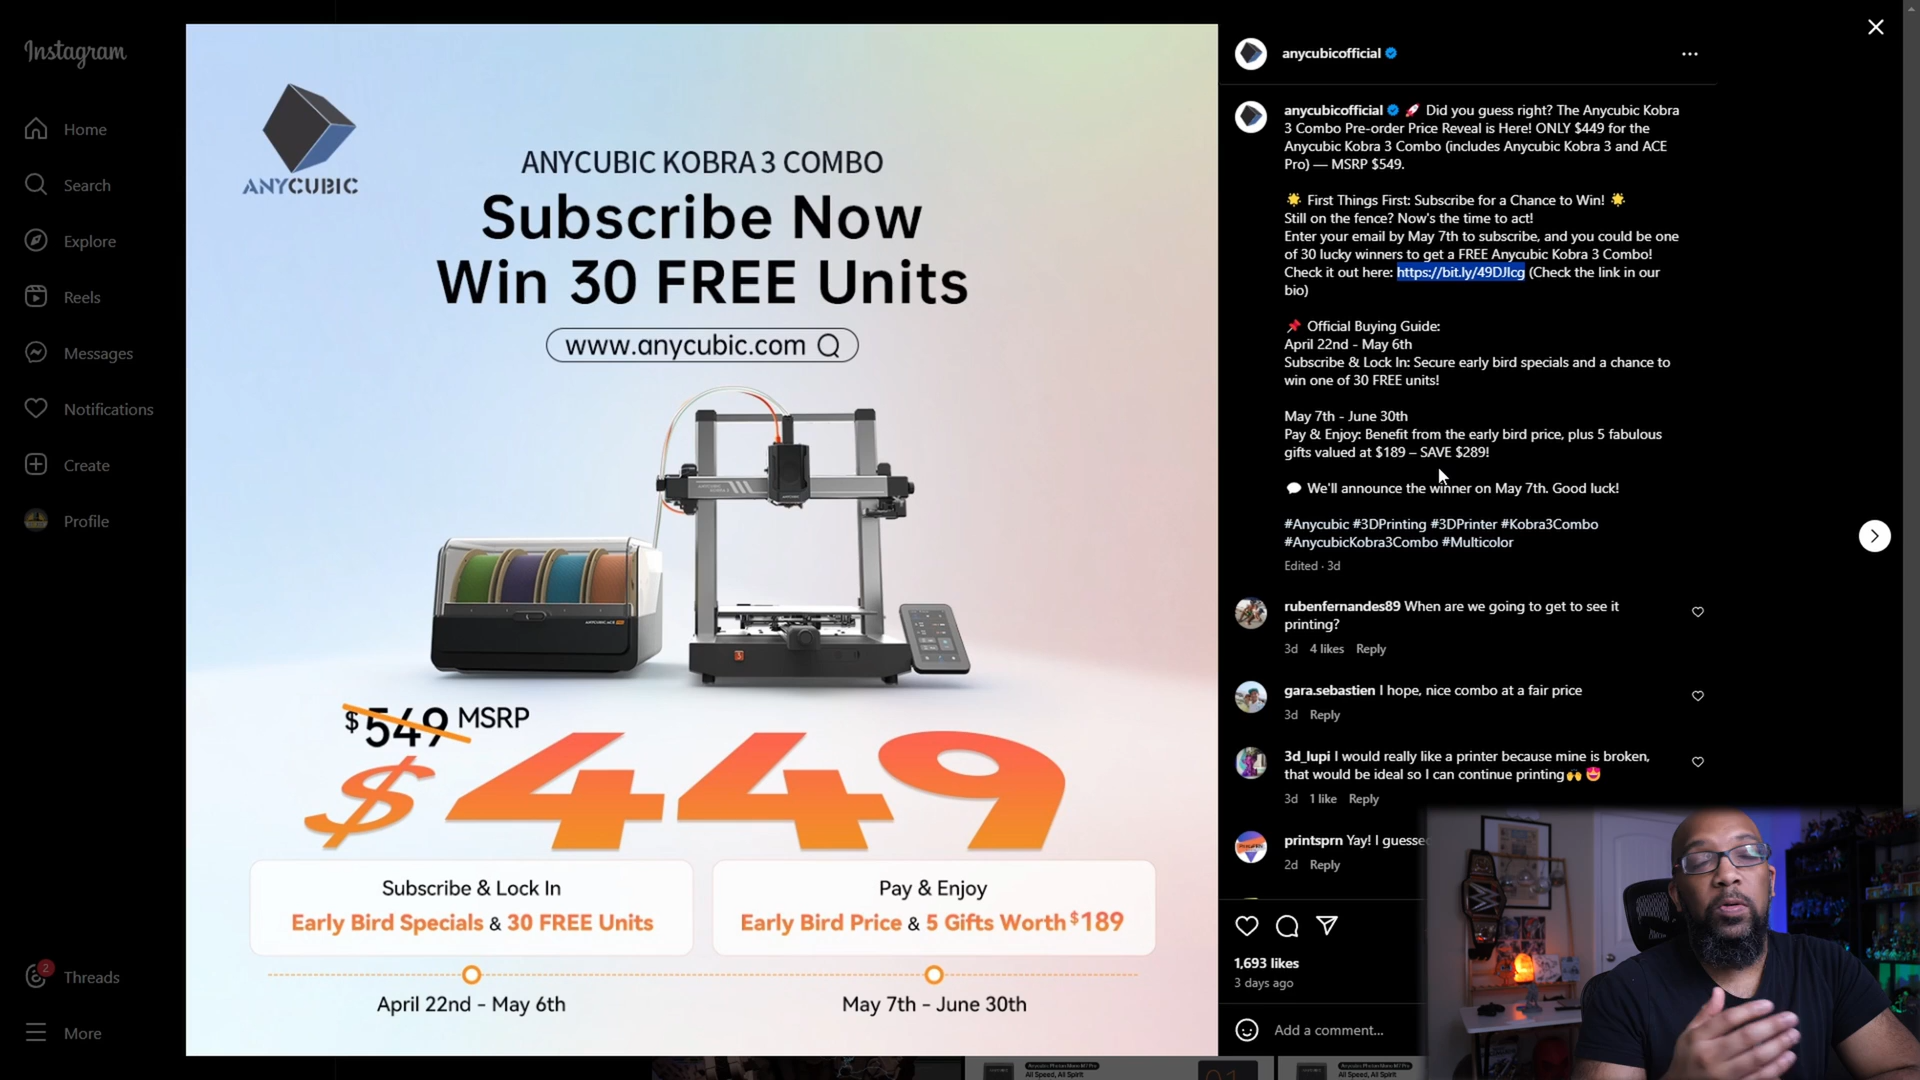 Instagram
Home
Search
Explore
Reels
Messages
Notifications
Create
Profile
2
Threads
More
ANYCUBIC
ANYCUBIC KOBRA 3 COMBO
Subscribe Now
Win 30 FREE Units
www.anycubic.com
$549 MSRP
$449
Subscribe & Lock In
Early Bird Specials & 30 FREE Units
Pay & Enjoy
Early Bird Price & 5 Gifts Worth $189
April 22nd - May 6th
May 7th - June 30th
anycubicofficial
anycubicofficial 🚀 Did you guess right? The Anycubic Kobra
3 Combo Pre-order Price Reveal is Here! ONLY $449 for the
Anycubic Kobra 3 Combo (includes Anycubic Kobra 3 and ACE
Pro) — MSRP $549.
🌟 First Things First: Subscribe for a Chance to Win! 🌟
Still on the fence? Now's the time to act!
Enter your email by May 7th to subscribe, and you could be one
of 30 lucky winners to get a FREE Anycubic Kobra 3 Combo!
Check it out here: https://bit.ly/49DJlcg (Check the link in our
bio)
📌 Official Buying Guide:
April 22nd - May 6th
Subscribe & Lock In: Secure early bird specials and a chance to
win one of 30 FREE units!
May 7th - June 30th
Pay & Enjoy: Benefit from the early bird price, plus 5 fabulous
gifts valued at $189 – SAVE $289!
💬 We'll announce the winner on May 7th. Good luck!
#Anycubic #3DPrinting #3DPrinter #Kobra3Combo
#AnycubicKobra3Combo #Multicolor
Edited · 3d
rubenfernandes89 When are we going to get to see it
printing?
3d 4 likes Reply
gara.sebastien I hope, nice combo at a fair price
3d Reply
3d_lupi I would really like a printer because mine is broken,
that would be ideal so I can continue printing🙌 😍
3d 1 like Reply
printsprn Yay! I guessed
2d Reply
1,693 likes
3 days ago
Add a comment...
All Speed, All Spirit
All Speed, All Spirit